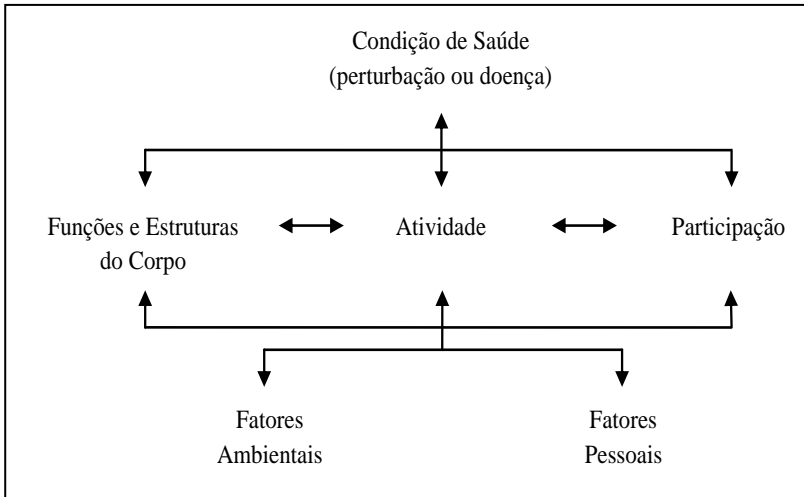 Condição de Saúde
(perturbação ou doença)
Funções e Estruturas
do Corpo
Atividade
Participação
Fatores
Ambientais
Fatores
Pessoais